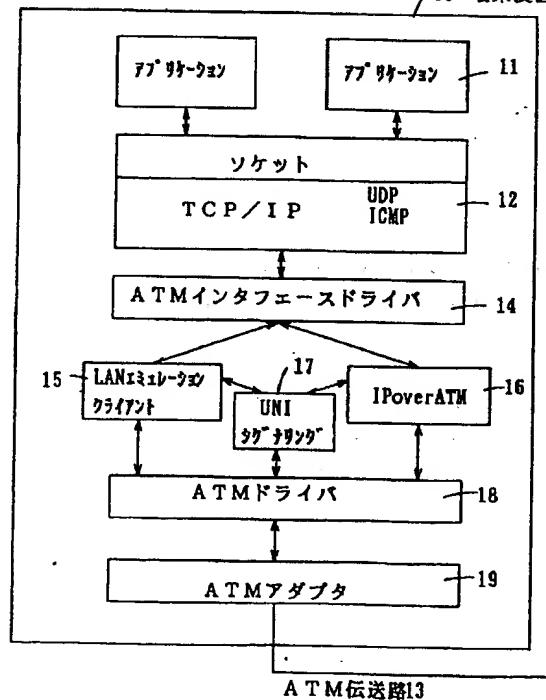 アプリケーション
アプリケーション
11
ソケット
TCP/IP
UDP
ICMP
12
ATMインタフェースドライバ
14
17
15
LANエミュレーション
クライアント
UNI
シグナリング
IPoverATM
16
ATMドライバ
18
ATMアダプタ
19
ATM伝送路13